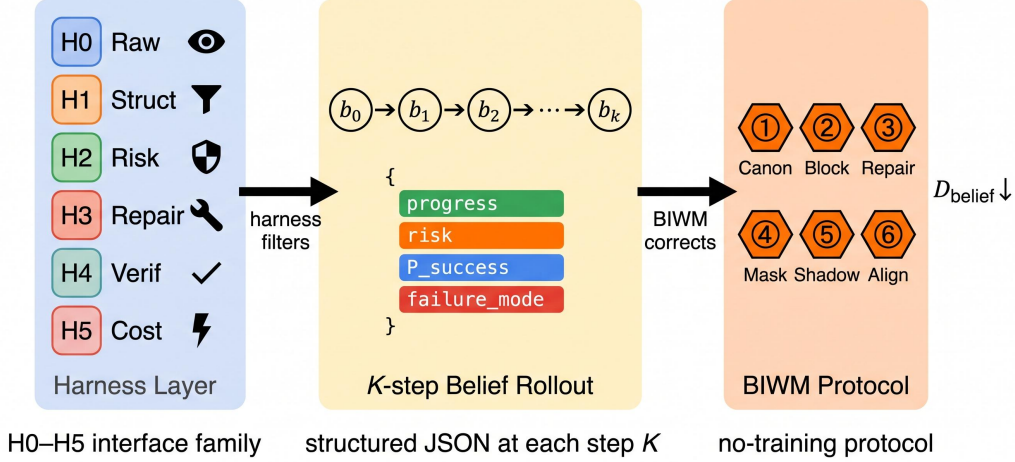 H0 Raw
H1 Struct
H2 Risk
H3 Repair
H4 Verif
H5 Cost
Harness Layer
H0–H5 interface family
harness
filters
b₀ → b₁ → b₂ → ⋯ → bₖ
{
progress
risk
P_success
failure_mode
}
K-step Belief Rollout
structured JSON at each step K
BIWM
corrects
① ② ③
Canon Block Repair
④ ⑤ ⑥
Mask Shadow Align
BIWM Protocol
no-training protocol
D_belief ↓